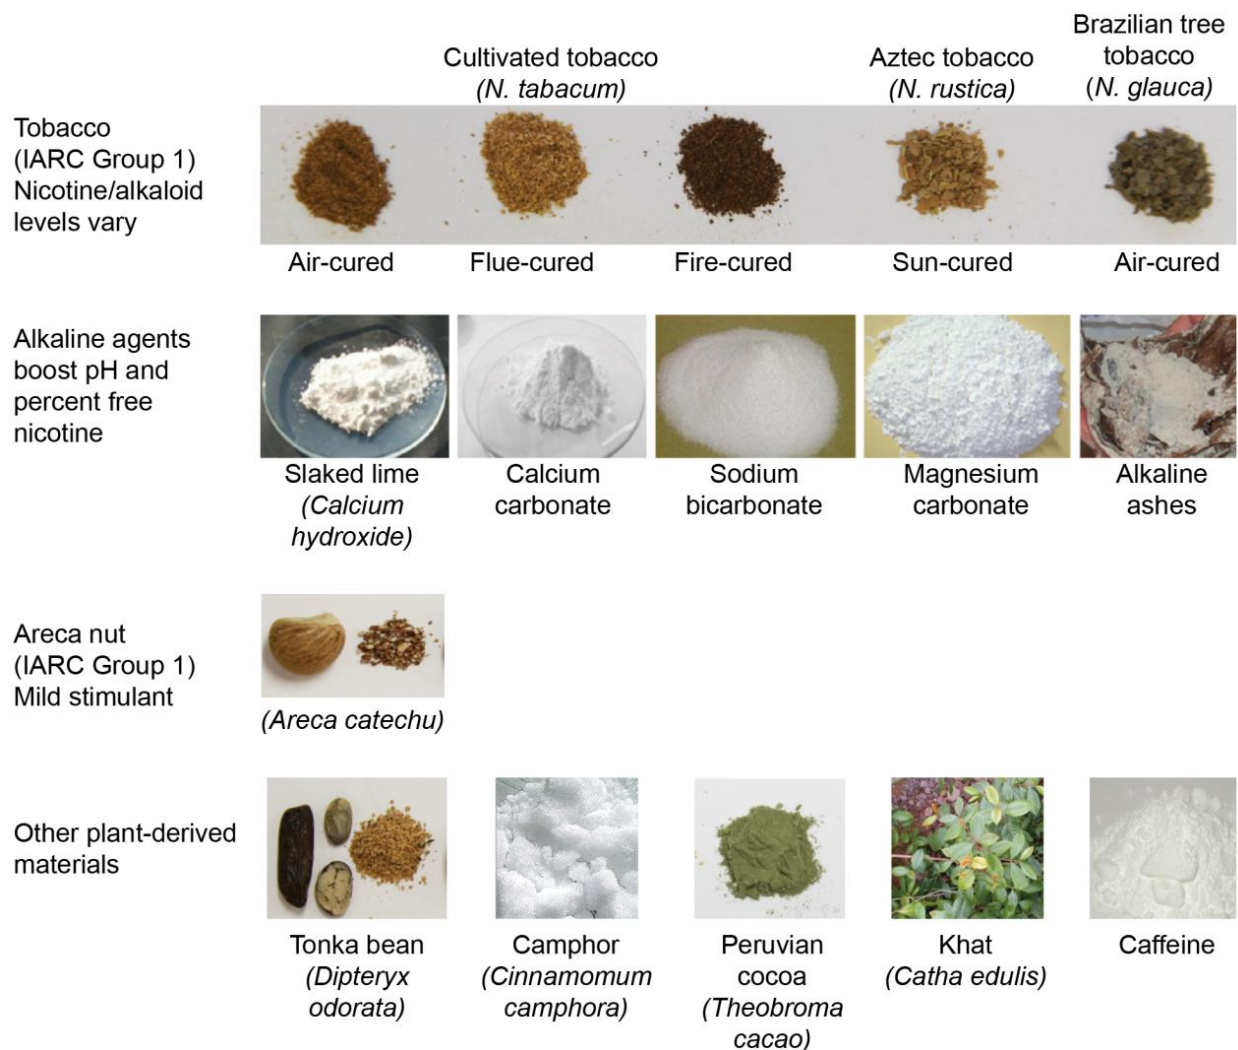 Cultivated tobacco
(N. tabacum)
Aztec tobacco
(N. rustica)
Brazilian tree
tobacco
(N. glauca)
Tobacco
(IARC Group 1)
Nicotine/alkaloid
levels vary
Air-cured
Flue-cured
Fire-cured
Sun-cured
Air-cured
Alkaline agents
boost pH and
percent free
nicotine
Slaked lime
(Calcium
hydroxide)
Calcium
carbonate
Sodium
bicarbonate
Magnesium
carbonate
Alkaline
ashes
Areca nut
(IARC Group 1)
Mild stimulant
(Areca catechu)
Other plant-derived
materials
Tonka bean
(Dipteryx
odorata)
Camphor
(Cinnamomum
camphora)
Peruvian
cocoa
(Theobroma
cacao)
Khat
(Catha edulis)
Caffeine